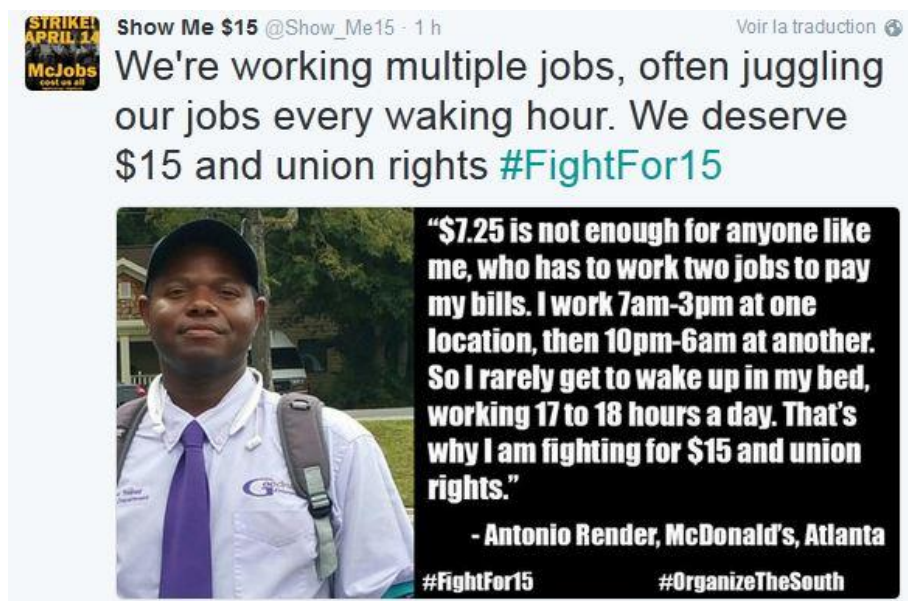 STRIKE!
APRIL 14
McJobs
cost us all
Show Me $15 @Show_Me15 · 1 h
Voir la traduction
We're working multiple jobs, often juggling
our jobs every waking hour. We deserve
$15 and union rights #FightFor15
“$7.25 is not enough for anyone like
me, who has to work two jobs to pay
my bills. I work 7am-3pm at one
location, then 10pm-6am at another.
So I rarely get to wake up in my bed,
working 17 to 18 hours a day. That’s
why I am fighting for $15 and union
rights.”
- Antonio Render, McDonald’s, Atlanta
#FightFor15
#OrganizeTheSouth